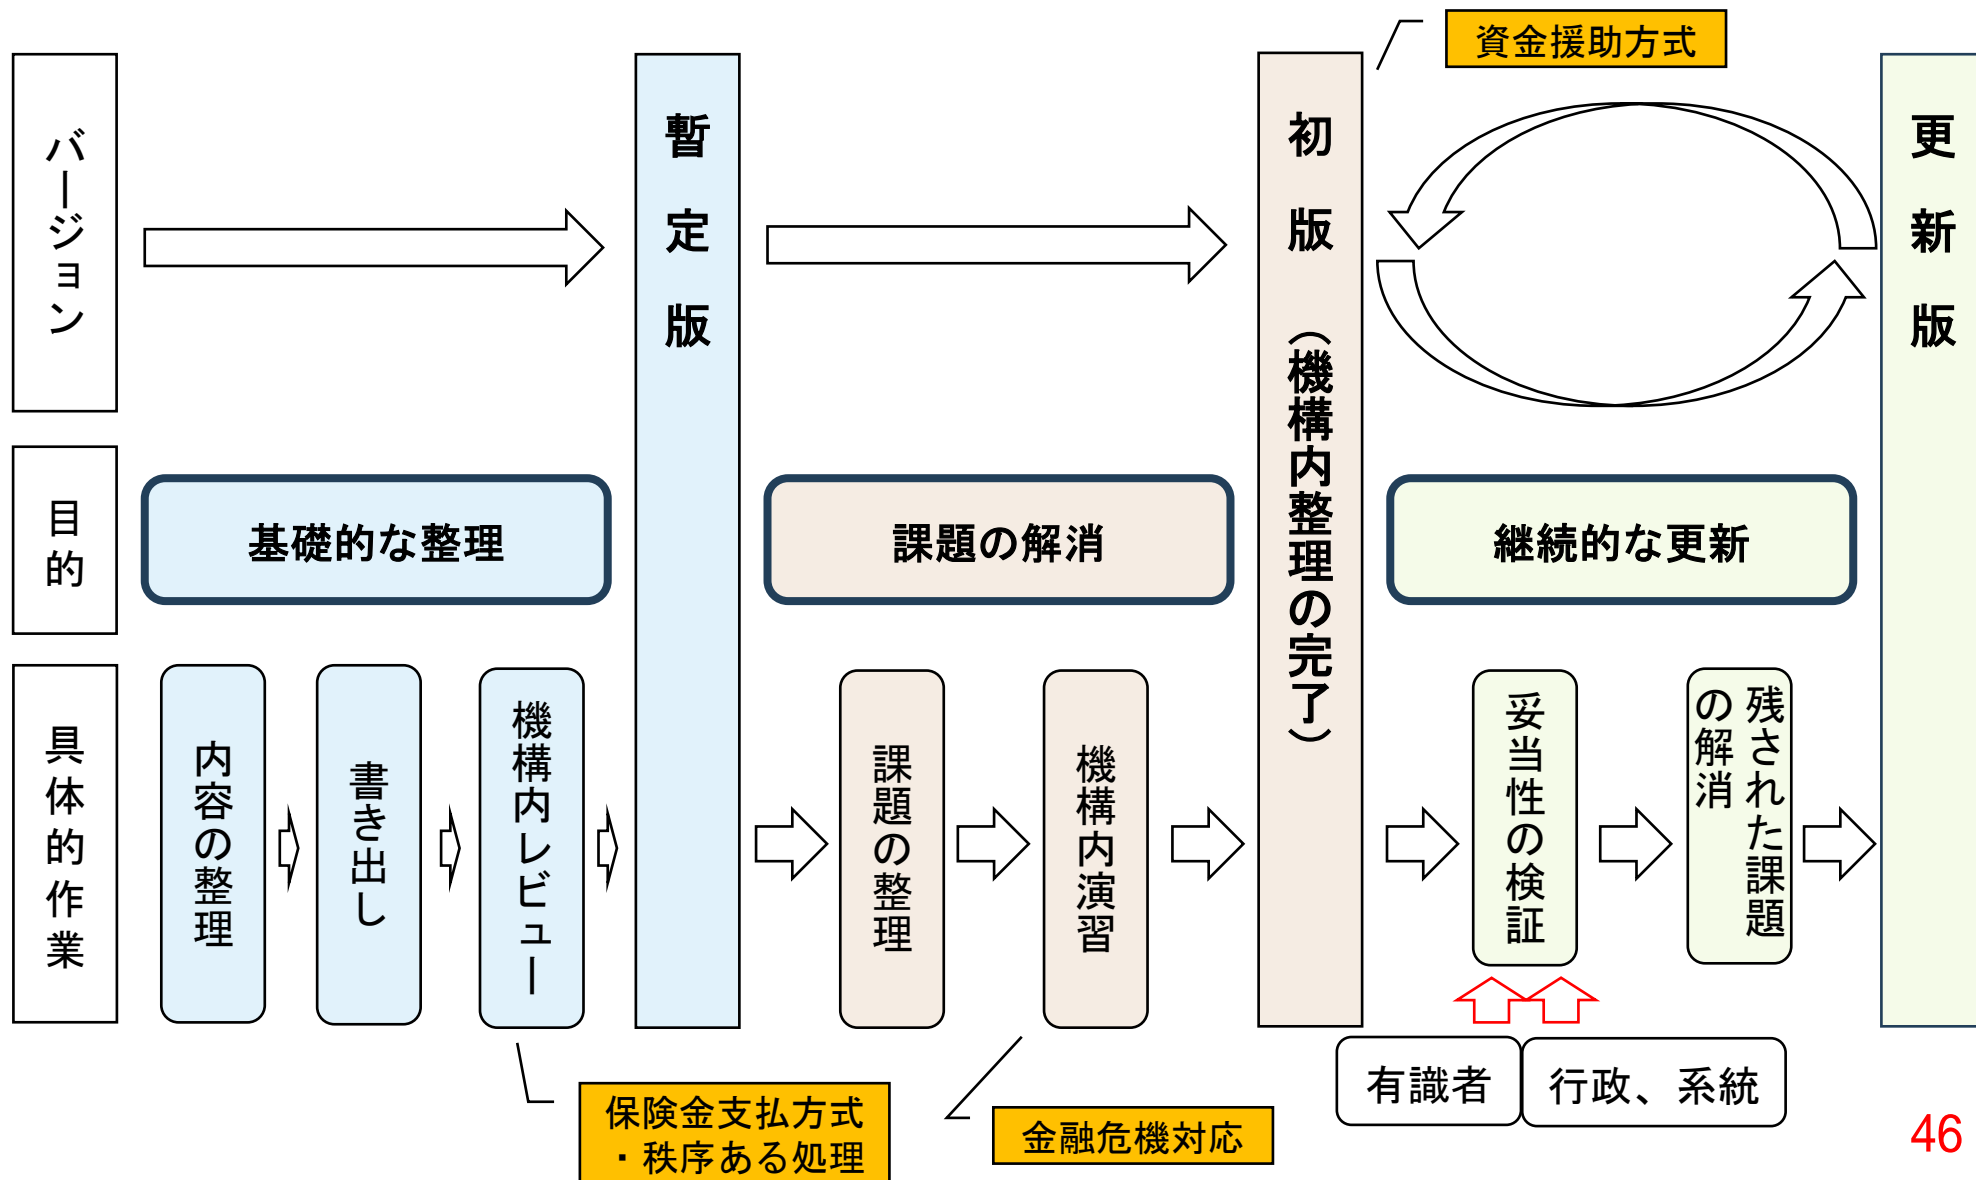 資金援助方式
バージョン
暫定版
初版（機構内整理の完了）
更新版
目的
基礎的な整理
課題の解消
継続的な更新
具体的作業
内容の整理
書き出し
機構内レビュー
課題の整理
機構内演習
妥当性の検証
残された課題
の解消
有識者
行政、系統
保険金支払方式
・秩序ある処理
金融危機対応
46